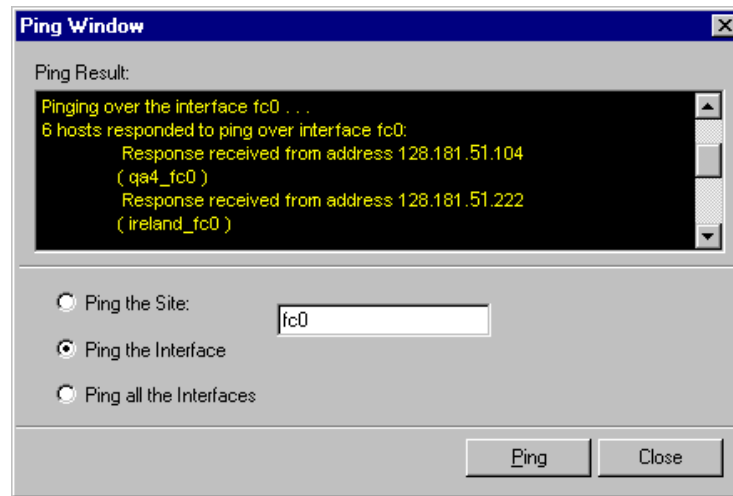 Ping Window
Ping Result:
Pinging over the interface fc0 . . .
6 hosts responded to ping over interface fc0:
Response received from address 128.181.51.104
( qa4_fc0 )
Response received from address 128.181.51.222
( ireland_fc0 )
Ping the Site:
fc0
Ping the Interface
Ping all the Interfaces
Ping
Close